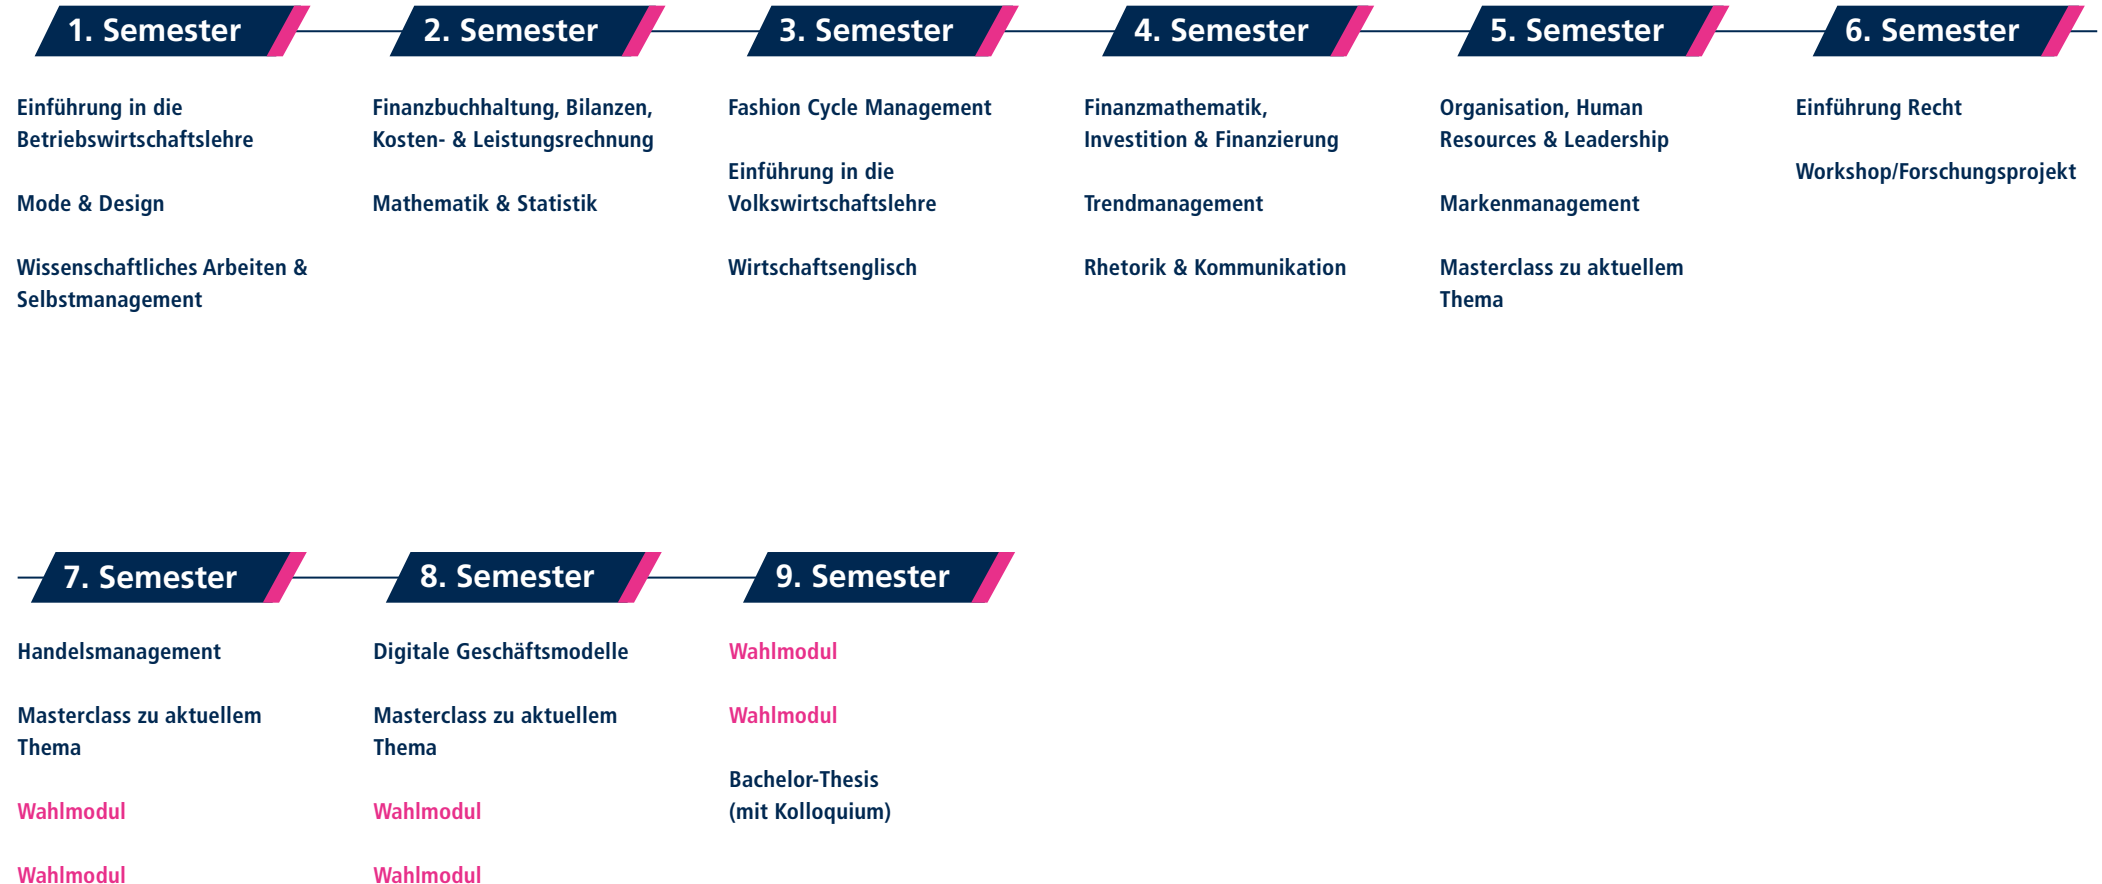 1. Semester
Einführung in die
Betriebswirtschaftslehre
Mode & Design
Wissenschaftliches Arbeiten &
Selbstmanagement
2. Semester
Finanzbuchhaltung, Bilanzen,
Kosten- & Leistungsrechnung
Mathematik & Statistik
3. Semester
Fashion Cycle Management
Einführung in die
Volkswirtschaftslehre
Wirtschaftsenglisch
4. Semester
Finanzmathematik,
Investition & Finanzierung
Trendmanagement
Rhetorik & Kommunikation
5. Semester
Organisation, Human
Resources & Leadership
Markenmanagement
Masterclass zu aktuellem
Thema
6. Semester
Einführung Recht
Workshop/Forschungsprojekt
7. Semester
Handelsmanagement
Masterclass zu aktuellem
Thema
Wahlmodul
Wahlmodul
8. Semester
Digitale Geschäftsmodelle
Masterclass zu aktuellem
Thema
Wahlmodul
Wahlmodul
9. Semester
Wahlmodul
Wahlmodul
Bachelor-Thesis
(mit Kolloquium)